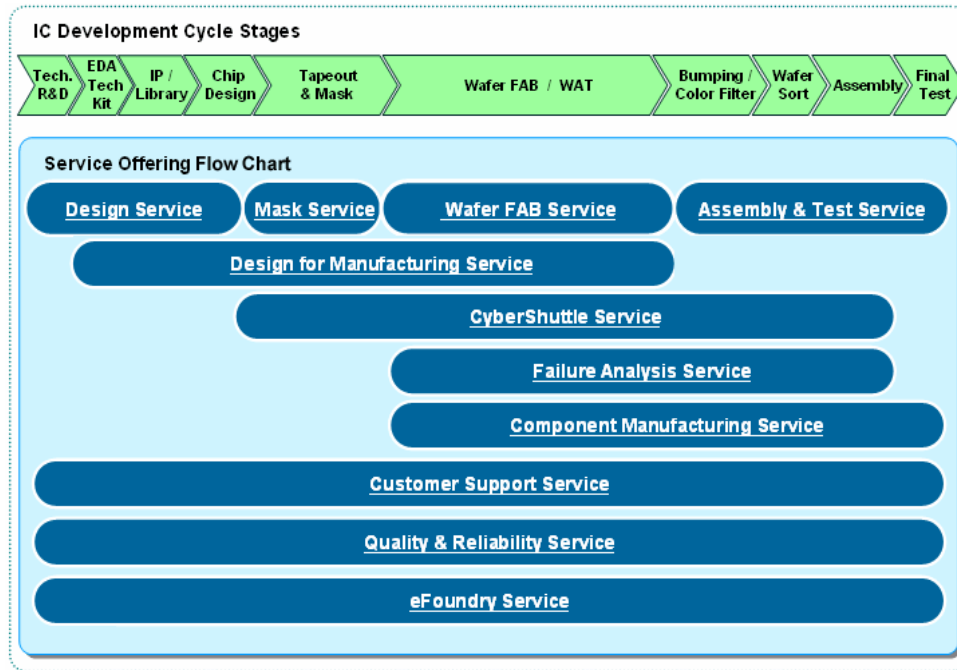 IC Development Cycle Stages
Tech.
R&D
EDA
Tech
Kit
IP /
Library
Chip
Design
Tapeout
& Mask
Wafer FAB / WAT
Bumping /
Color Filter
Wafer
Sort
Assembly
Final
Test
Service Offering Flow Chart
Design Service
Mask Service
Wafer FAB Service
Assembly & Test Service
Design for Manufacturing Service
CyberShuttle Service
Failure Analysis Service
Component Manufacturing Service
Customer Support Service
Quality & Reliability Service
eFoundry Service